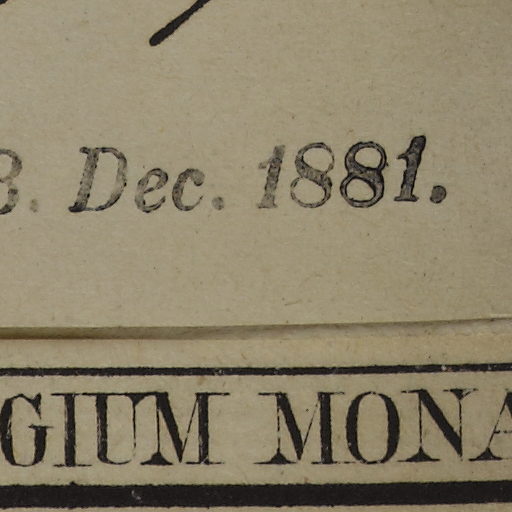 3. Dec. 1881.
GIUM MONA